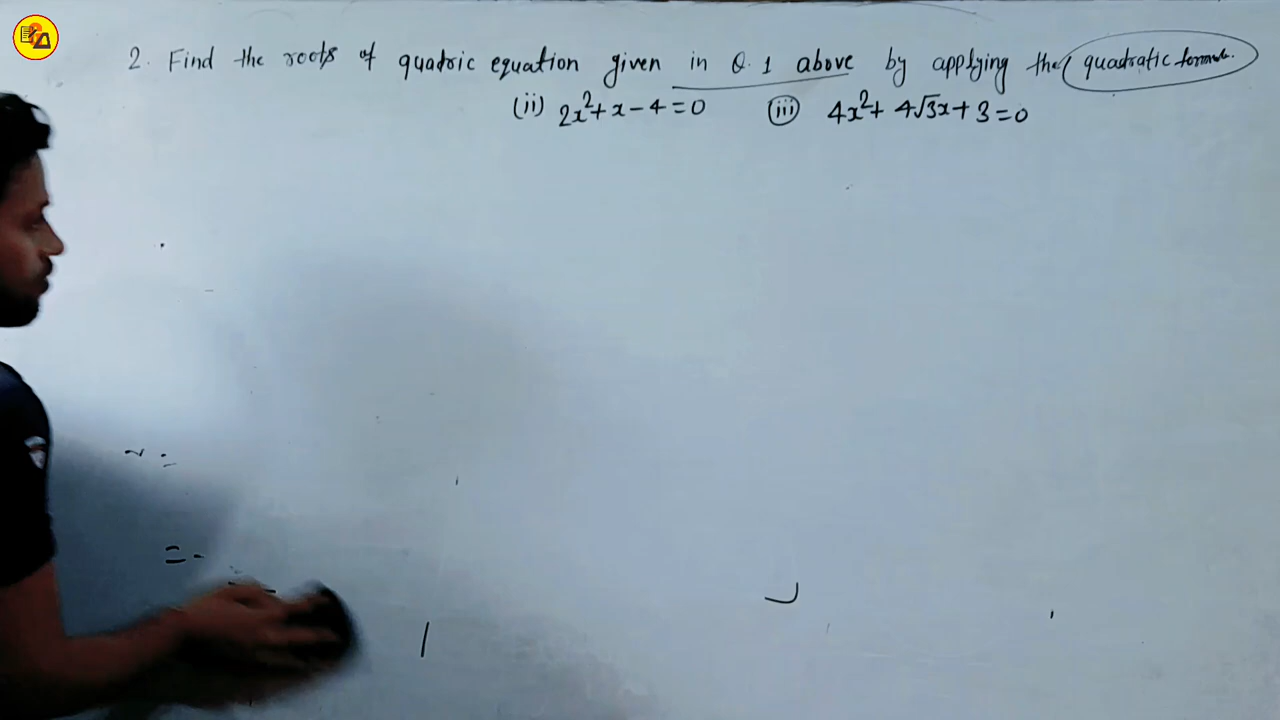 2. Find the roots of quadric equation given in Q.1 above by applying the quadratic formula.
(ii) 2x²+x-4=0 (iii) 4x²+ 4√3x+3=0